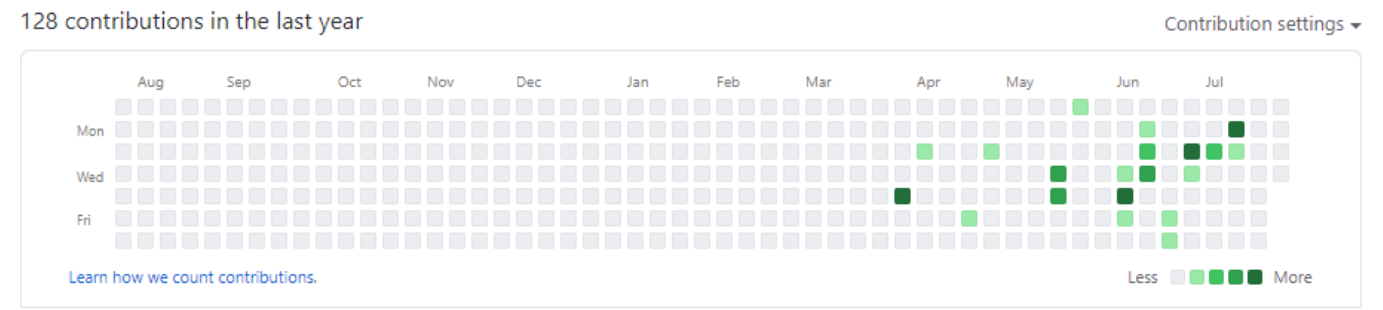 128 contributions in the last year
Contribution settings
Aug Sep Oct Nov Dec Jan Feb Mar Apr May Jun Jul
Mon
Wed
Fri
Learn how we count contributions.
Less More